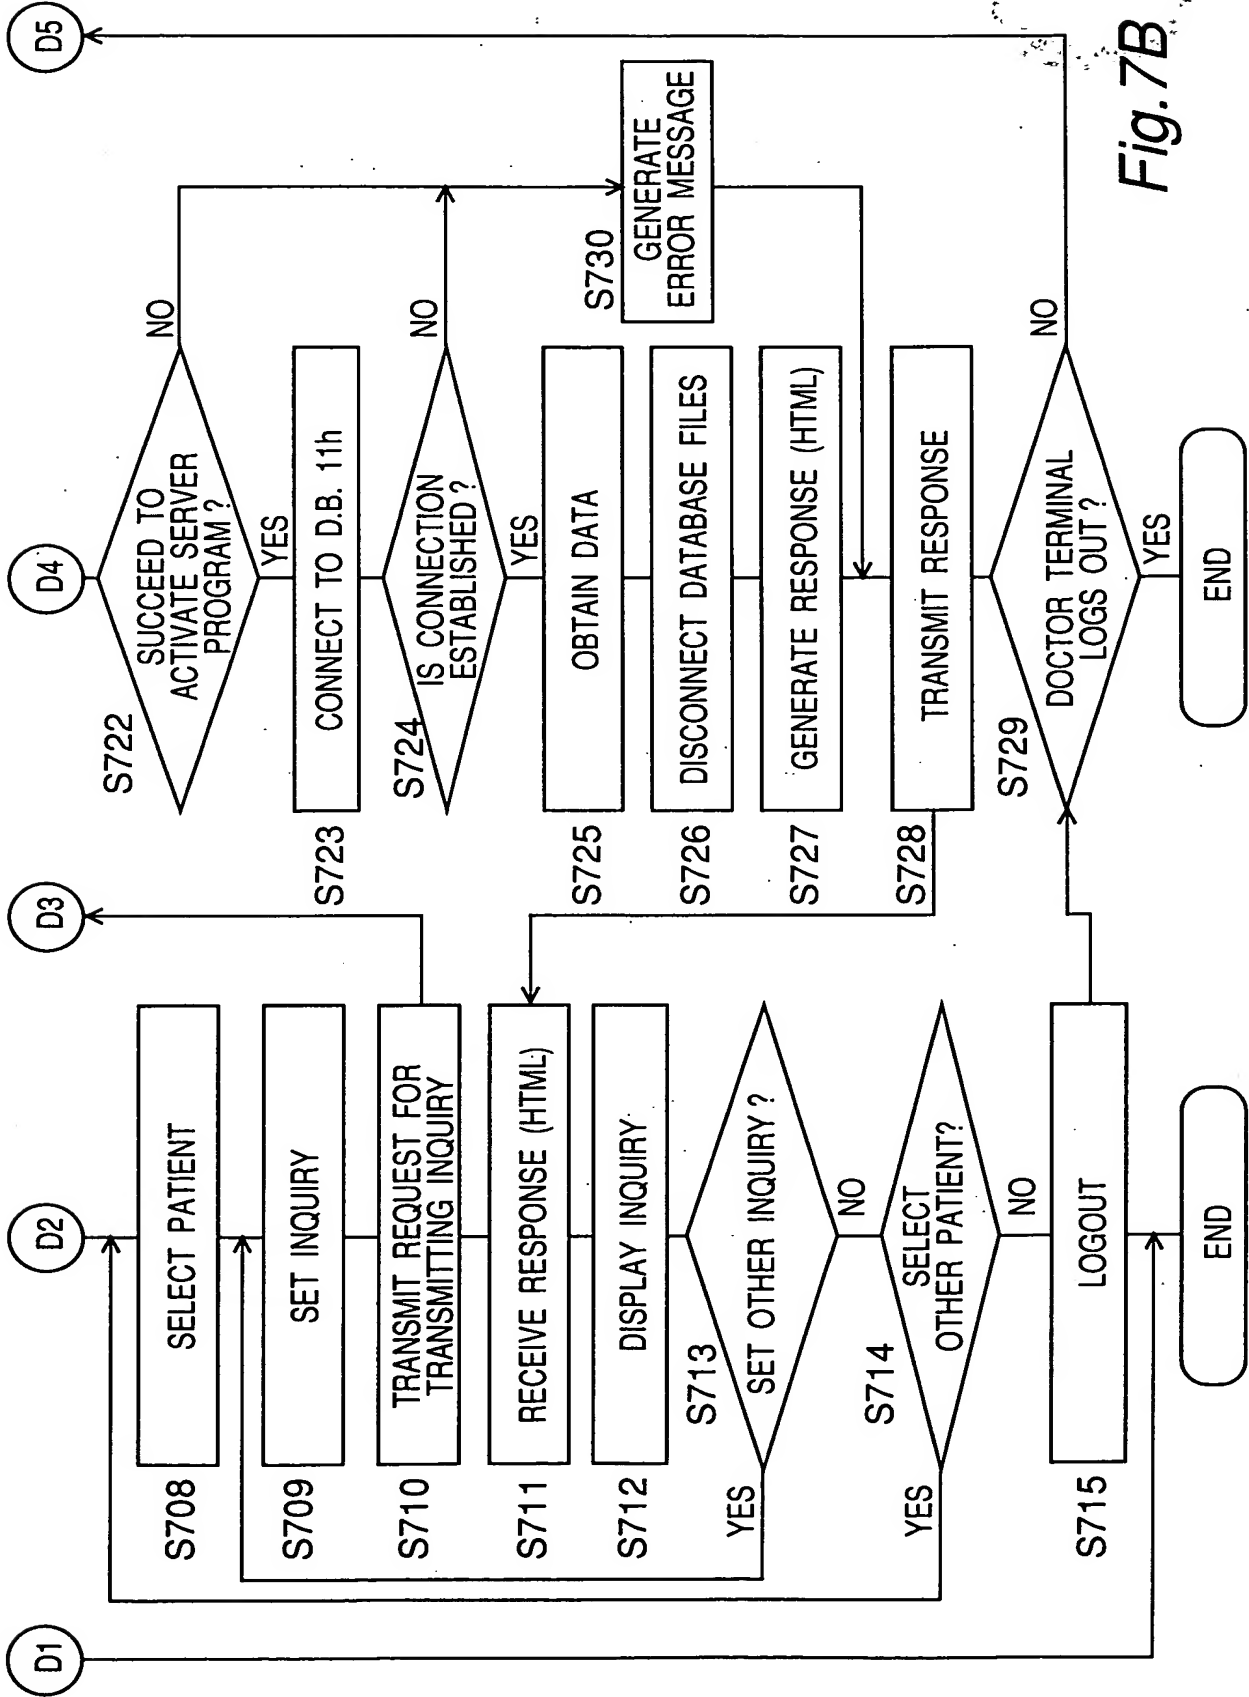 D1
D2
D3
D4
D5
S708
SELECT PATIENT
S709
SET INQUIRY
S710
TRANSMIT REQUEST FOR
TRANSMITTING INQUIRY
S711
RECEIVE RESPONSE (HTML)
S712
DISPLAY INQUIRY
S713
SET OTHER INQUIRY?
YES
NO
S714
SELECT
OTHER PATIENT?
YES
NO
S715
LOGOUT
END
S722
SUCCEED TO
ACTIVATE SERVER
PROGRAM?
NO
YES
S723
CONNECT TO D.B. 11h
S724
IS CONNECTION
ESTABLISHED?
NO
YES
S725
OBTAIN DATA
S726
DISCONNECT DATABASE FILES
S727
GENERATE RESPONSE (HTML)
S730
GENERATE
ERROR MESSAGE
S728
TRANSMIT RESPONSE
S729
DOCTOR TERMINAL
LOGS OUT?
NO
YES
END
Fig.7B